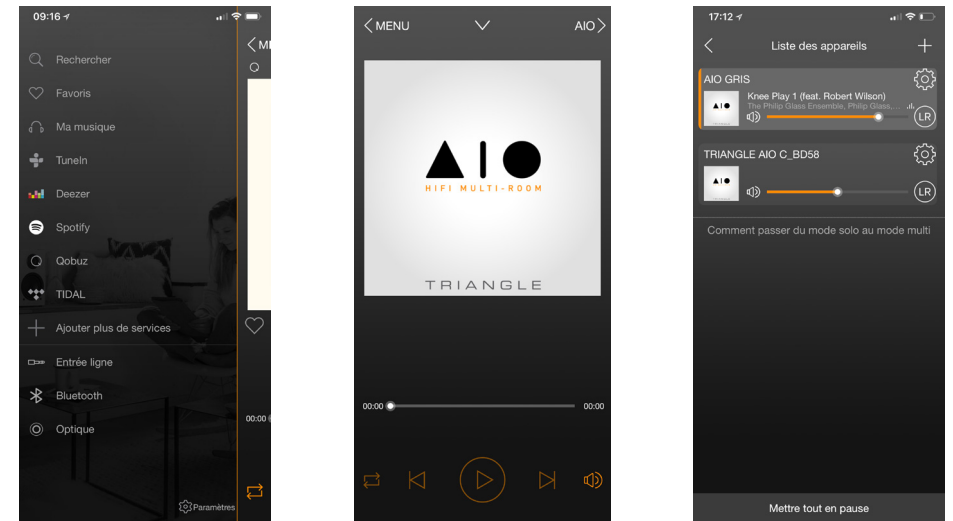 09:16
Rechercher
Favoris
Ma musique
TuneIn
Deezer
Spotify
Qobuz
TIDAL
Ajouter plus de services
Entrée ligne
Bluetooth
Optique
Paramètres
00:00
MENU
AIO
AIO
HIFI MULTI-ROOM
TRIANGLE
00:00
00:00
17:12
Liste des appareils
AIO GRIS
Knee Play 1 (feat. Robert Wilson)
The Philip Glass Ensemble, Philip Glass,...
LR
TRIANGLE AIO C_BD58
LR
Comment passer du mode solo au mode multi
Mettre tout en pause